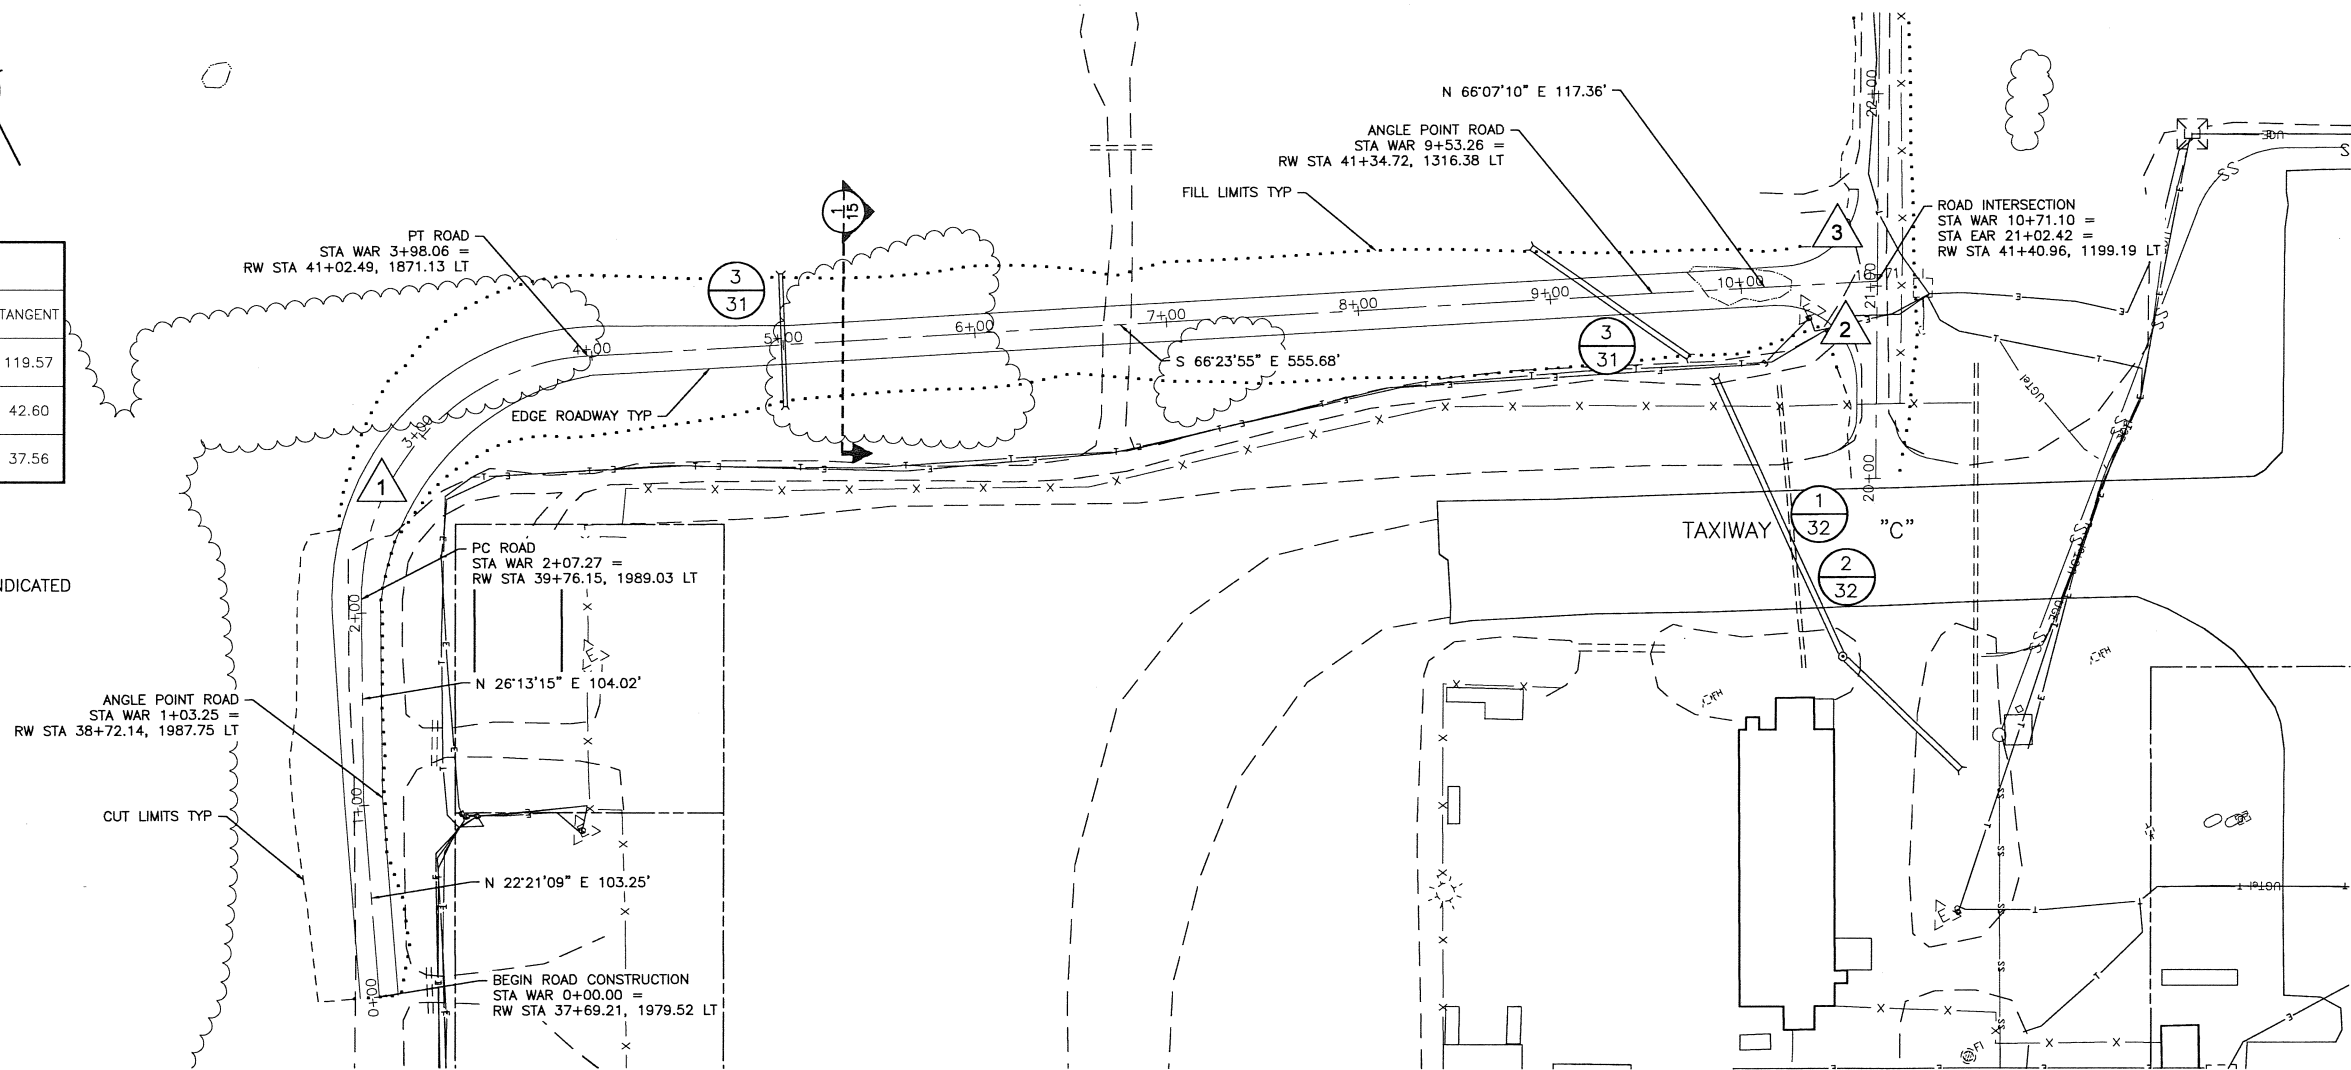 N 66°07'10" E 117.36'
ANGLE POINT ROAD
STA WAR 9+53.26 =
RW STA 41+34.72, 1316.38 LT
FILL LIMITS TYP
22+00
UGE
SS
S
ROAD INTERSECTION
STA WAR 10+71.10 =
STA EAR 21+02.42 =
RW STA 41+40.96, 1199.19 LT
1
15
PT ROAD
STA WAR 3+98.06 =
RW STA 41+02.49, 1871.13 LT
3
31
3
21+00
10+00
9+00
8+00
7+00
6+00
5+00
4+00
3+00
TANGENT
119.57
42.60
37.56
2
3
31
S 66°23'55" E 555.68'
EDGE ROADWAY TYP
UGTel
1
20+00
1
32
TAXIWAY "C"
2
32
PC ROAD
STA WAR 2+07.27 =
RW STA 39+76.15, 1989.03 LT
NDICATED
2+00
N 26°13'15" E 104.02'
ANGLE POINT ROAD
STA WAR 1+03.25 =
RW STA 38+72.14, 1987.75 LT
1+00
CUT LIMITS TYP
N 22°21'09" E 103.25'
UGTel
BEGIN ROAD CONSTRUCTION
STA WAR 0+00.00 =
RW STA 37+69.21, 1979.52 LT
0+00